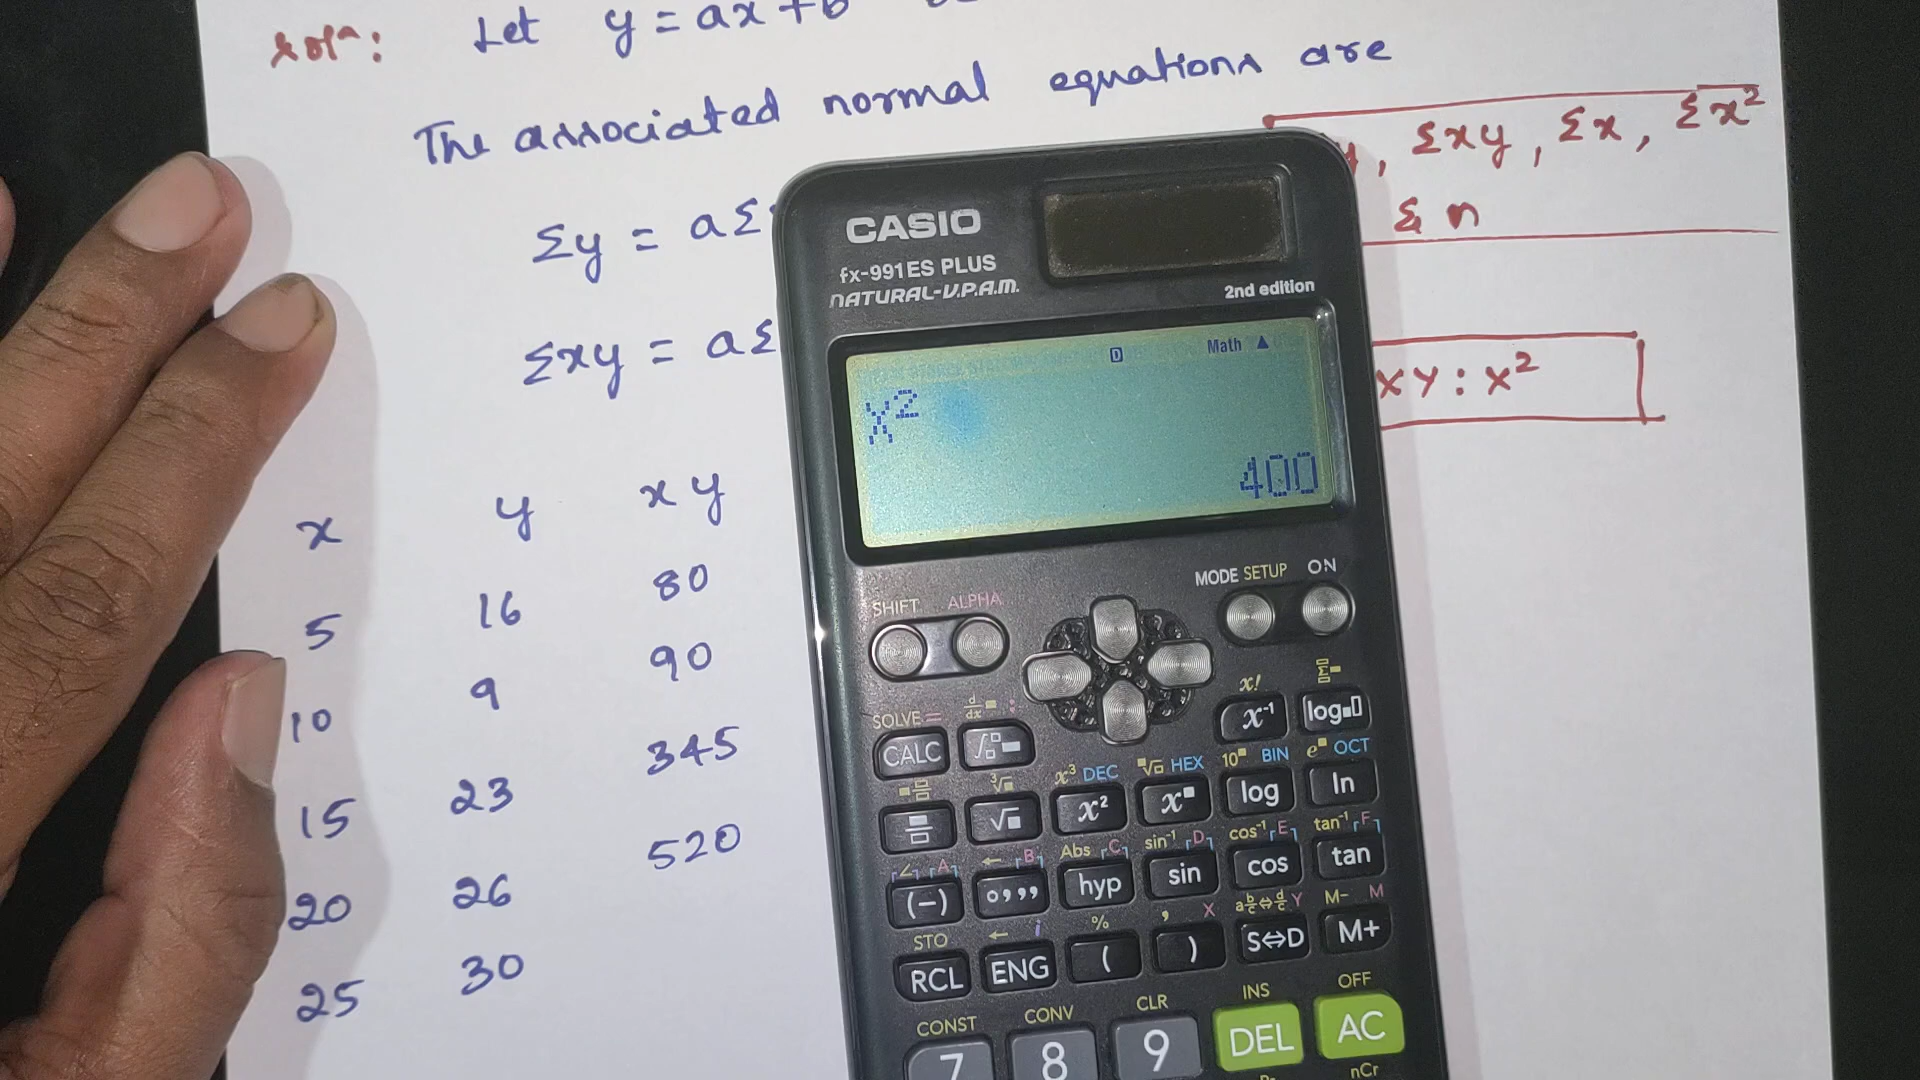 Solⁿ: Let y = ax + b
The associated normal equations are
Σxy, Σx, Σx²
& n
Σy = aΣ
Σxy = aΣ
XY : X²
x y xy
5 16 80
10 9 90
15 23 345
20 26 520
25 30
CASIO
fx-991ES PLUS
NATURAL-V.P.A.M.
2nd edition
D Math ▲
X²
400
SHIFT ALPHA MODE SETUP ON
x! Σ
x⁻¹ log
SOLVE = d/dx :
CALC ∫
x³ DEC ˣ√ HEX 10 BIN e OCT
√ x² x log ln
∠ A ← B Abs C sin⁻¹ D cos⁻¹ E tan⁻¹ F
(−) °,,, hyp sin cos tan
STO ← i % , X a b/c⇔d/c Y M− M
RCL ENG ( ) S⇔D M+
CONST CONV CLR INS OFF
7 8 9 DEL AC
nCr